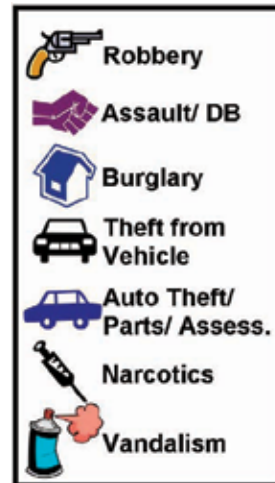 Robbery
Assault/ DB
Burglary
Theft from
Vehicle
Auto Theft/
Parts/ Assess.
Narcotics
Vandalism